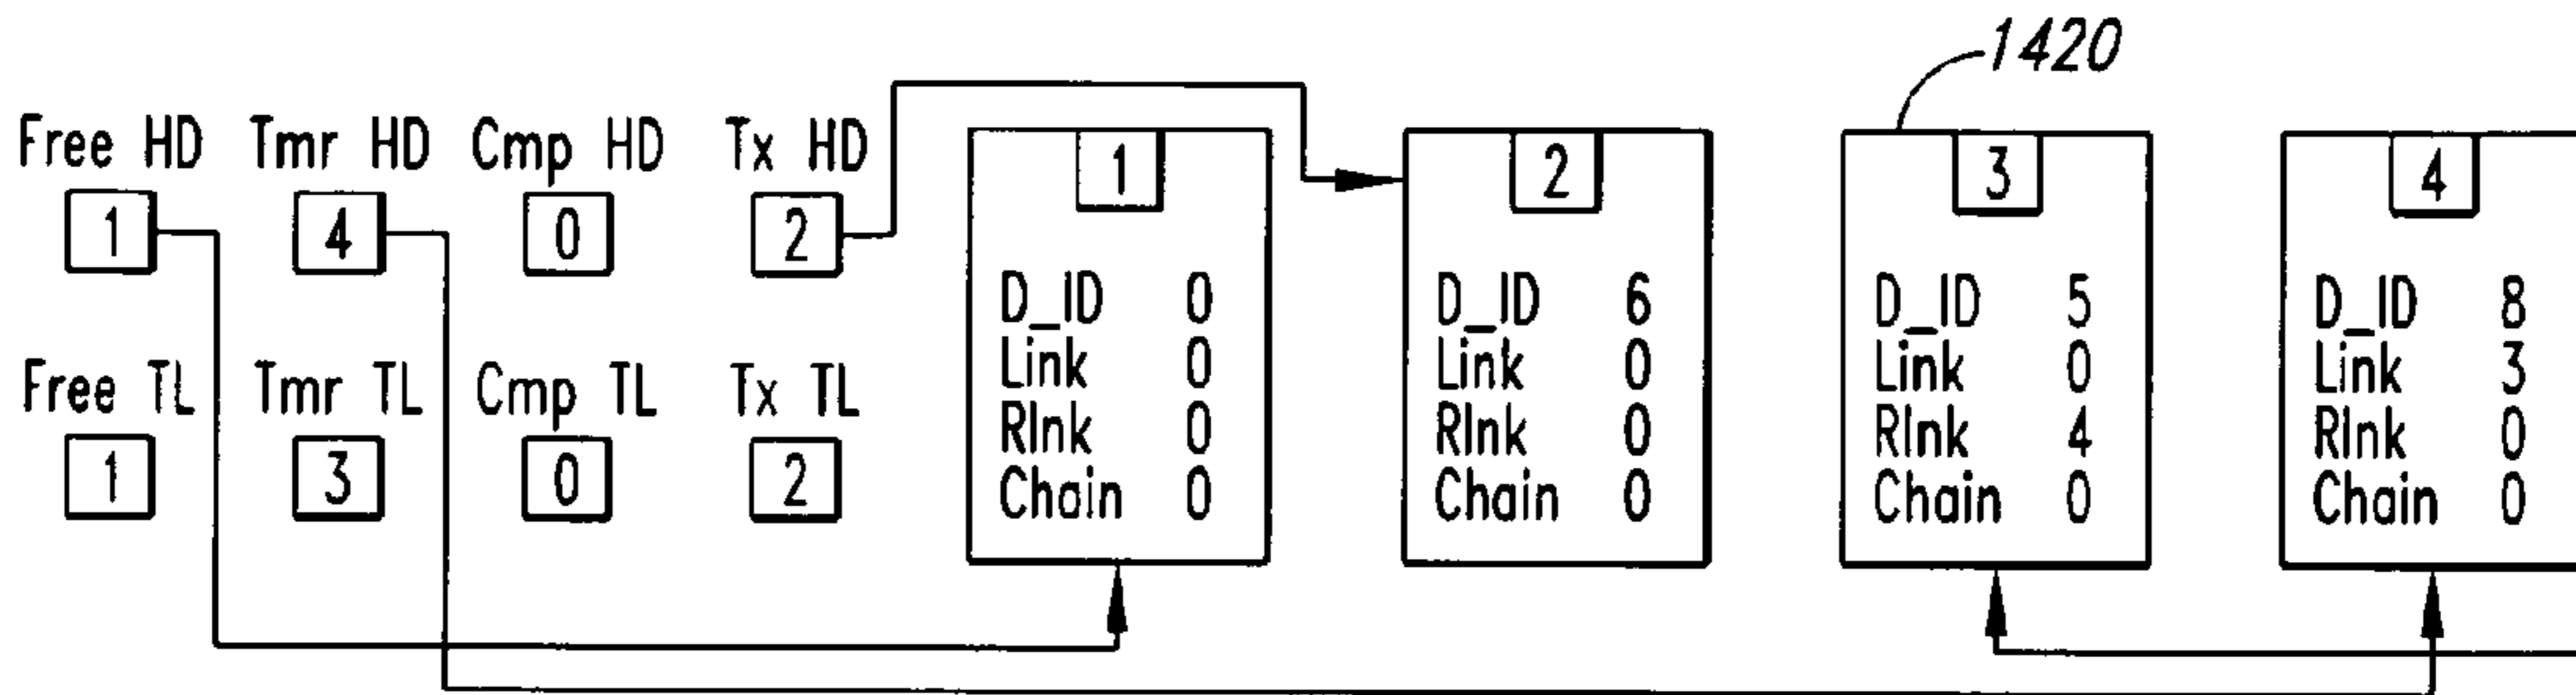 1420
Free HD Tmr HD Cmp HD Tx HD
1 4 0 2
Free TL Tmr TL Cmp TL Tx TL
1 3 0 2
1
D_ID 0
Link 0
Rlnk 0
Chain 0
2
D_ID 6
Link 0
Rlnk 0
Chain 0
3
D_ID 5
Link 0
Rlnk 4
Chain 0
4
D_ID 8
Link 3
Rlnk 0
Chain 0